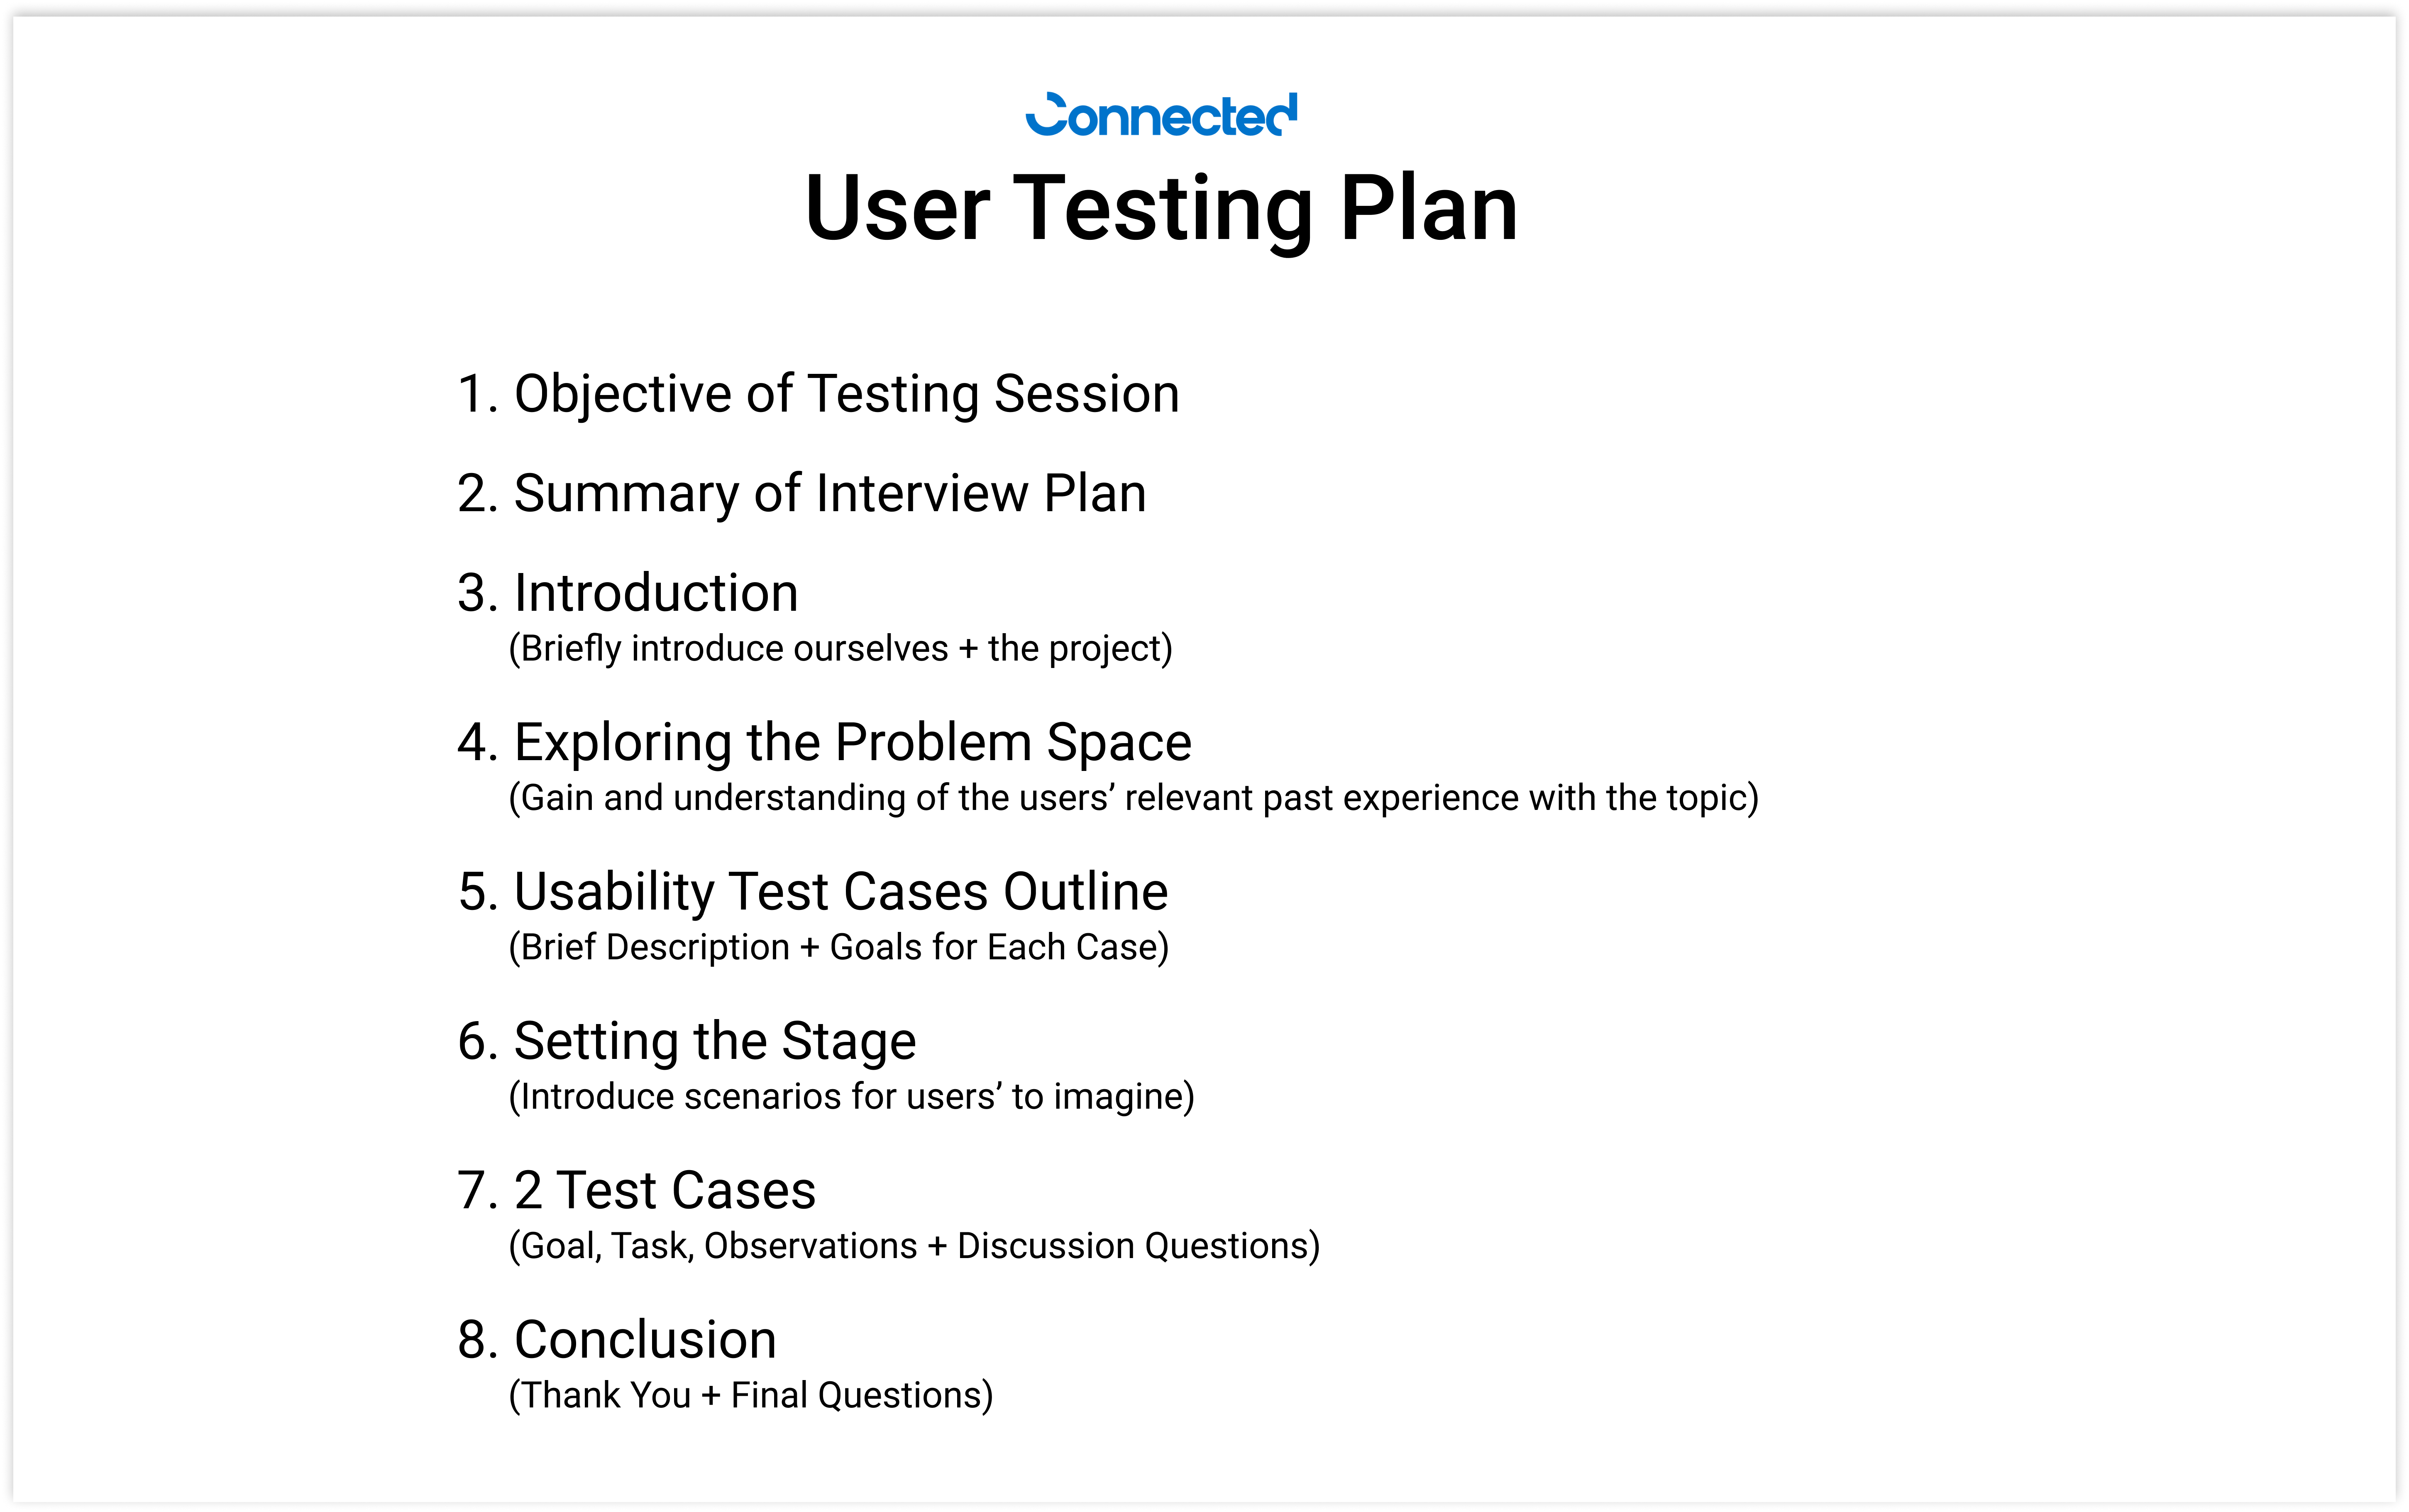 Connected
User Testing Plan
1. Objective of Testing Session
2. Summary of Interview Plan
3. Introduction
(Briefly introduce ourselves + the project)
4. Exploring the Problem Space
(Gain and understanding of the users’ relevant past experience with the topic)
5. Usability Test Cases Outline
(Brief Description + Goals for Each Case)
6. Setting the Stage
(Introduce scenarios for users’ to imagine)
7. 2 Test Cases
(Goal, Task, Observations + Discussion Questions)
8. Conclusion
(Thank You + Final Questions)